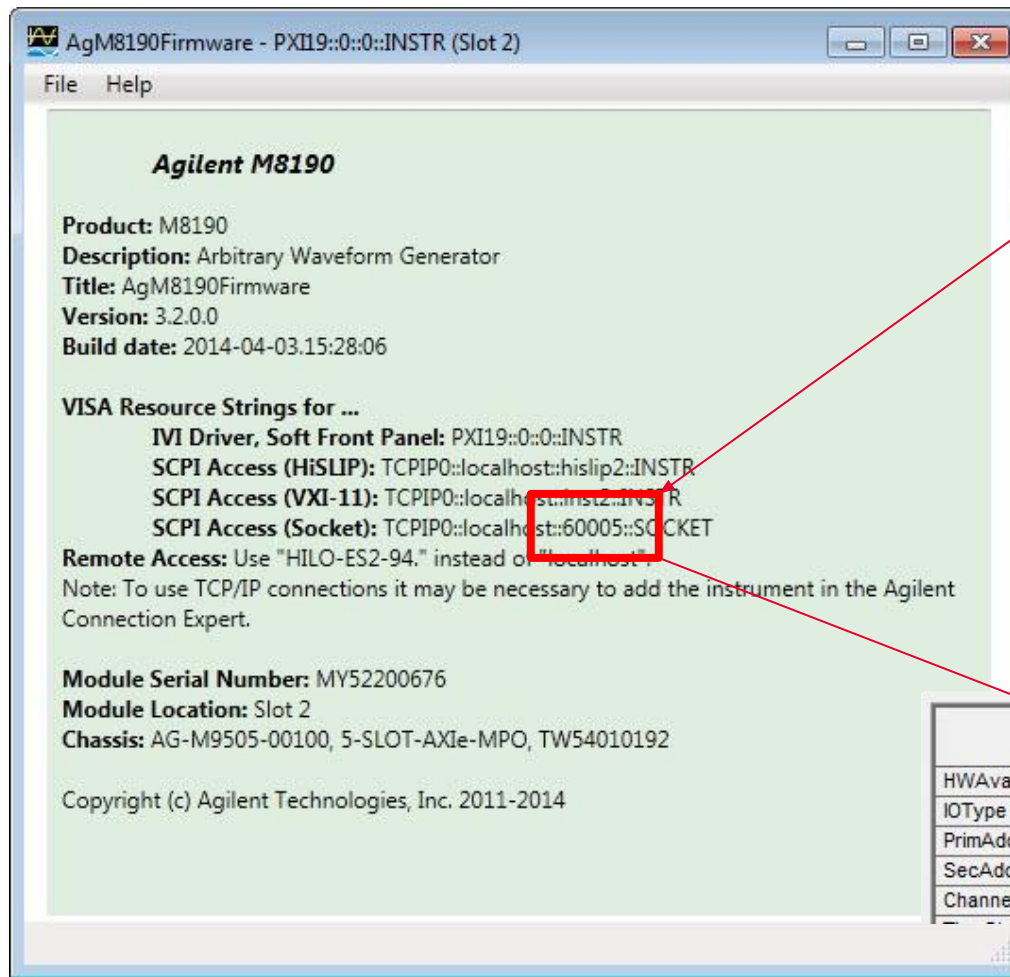 AgM8190Firmware - PXI19::0::0::INSTR (Slot 2)
File Help
Agilent M8190
Product: M8190
Description: Arbitrary Waveform Generator
Title: AgM8190Firmware
Version: 3.2.0.0
Build date: 2014-04-03.15:28:06
VISA Resource Strings for ...
IVI Driver, Soft Front Panel: PXI19::0::0::INSTR
SCPI Access (HiSLIP): TCPIP0::localhost::hislip2::INSTR
SCPI Access (VXI-11): TCPIP0::localhost::inst2::INSTR
SCPI Access (Socket): TCPIP0::localhost::60005::SOCKET
Remote Access: Use "HILO-ES2-94." instead of "localhost".
Note: To use TCP/IP connections it may be necessary to add the instrument in the Agilent
Connection Expert.
Module Serial Number: MY52200676
Module Location: Slot 2
Chassis: AG-M9505-00100, 5-SLOT-AXIe-MPO, TW54010192
Copyright (c) Agilent Technologies, Inc. 2011-2014
HWAva
IOType
PrimAdd
SecAdd
Channe